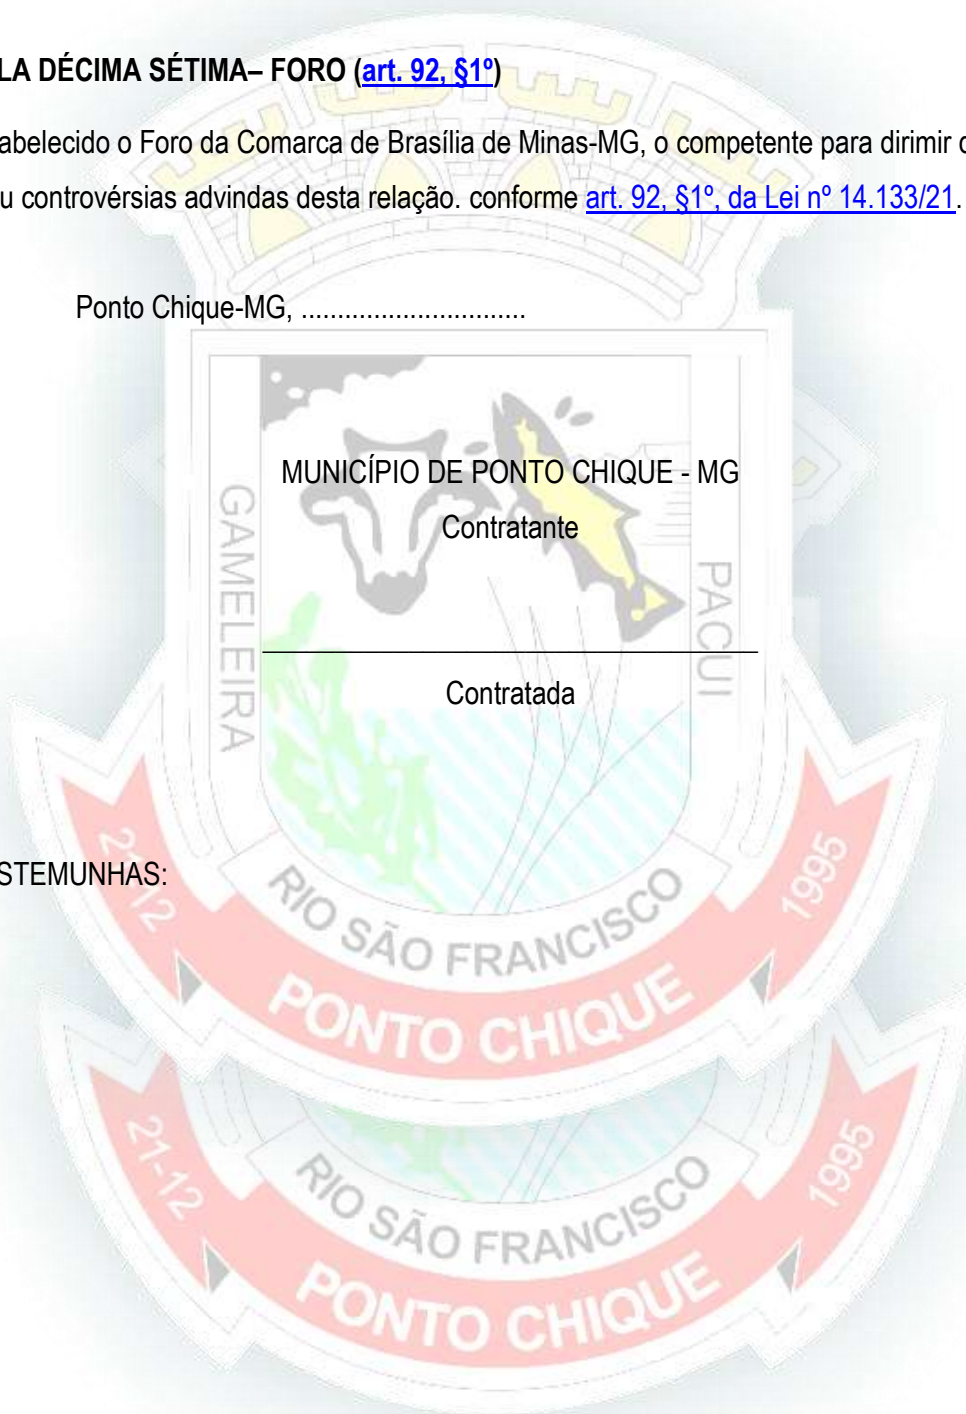 LA DÉCIMA SÉTIMA– FORO (art. 92, §1º)
abelecido o Foro da Comarca de Brasília de Minas-MG, o competente para dirimir
u controvérsias advindas desta relação. conforme art. 92, §1º, da Lei nº 14.133/21.
Ponto Chique-MG, ...............................
MUNICÍPIO DE PONTO CHIQUE - MG
Contratante
Contratada
STEMUNHAS:
GAMELEIRA
PACUI
21-12
RIO SÃO FRANCISCO
1995
PONTO CHIQUE
21-12
RIO SÃO FRANCISCO
1995
PONTO CHIQUE